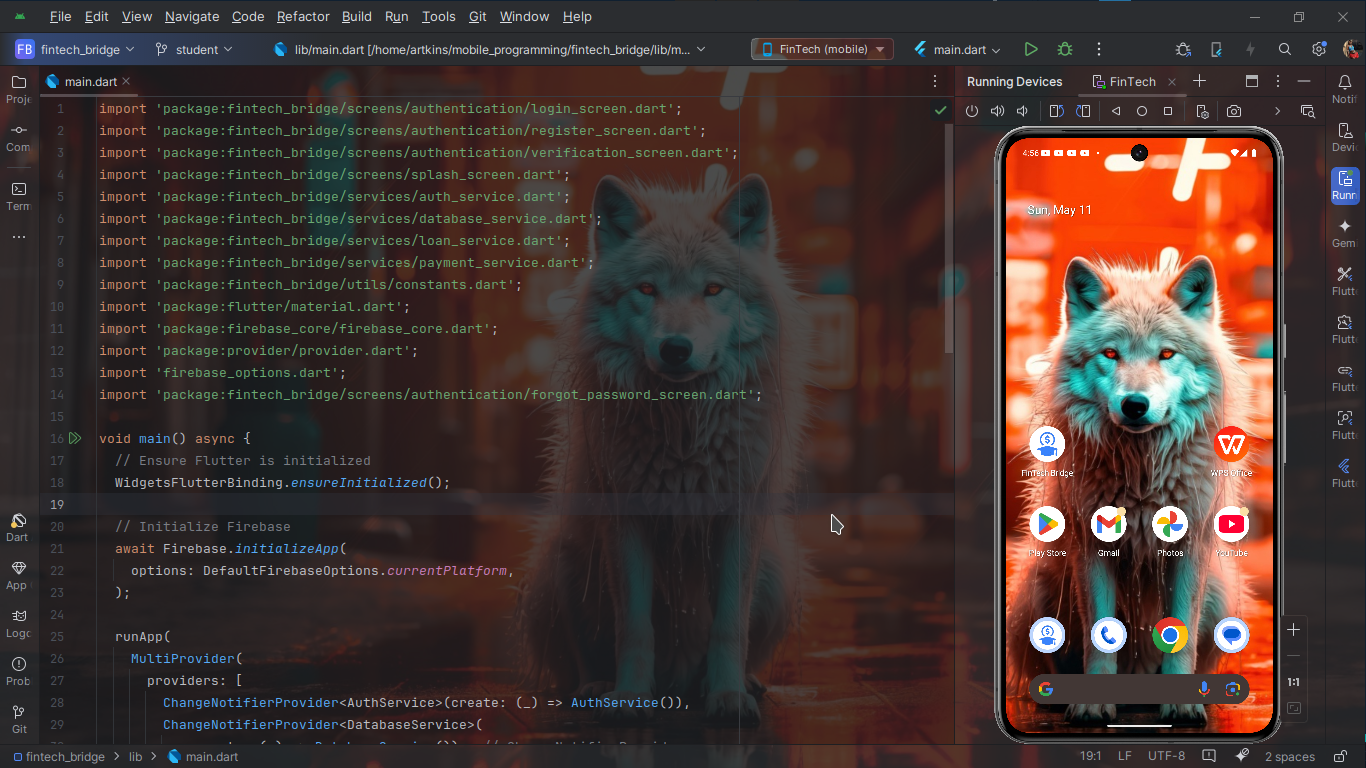 File Edit View Navigate Code Refactor Build Run Tools Git Window Help
FB fintech_bridge student lib/main.dart [/home/artkins/mobile_programming/fintech_bridge/lib/m... FinTech (mobile) main.dart
main.dart
Running Devices FinTech
1 import 'package:fintech_bridge/screens/authentication/login_screen.dart';
2 import 'package:fintech_bridge/screens/authentication/register_screen.dart';
3 import 'package:fintech_bridge/screens/authentication/verification_screen.dart';
4 import 'package:fintech_bridge/screens/splash_screen.dart';
5 import 'package:fintech_bridge/services/auth_service.dart';
6 import 'package:fintech_bridge/services/database_service.dart';
7 import 'package:fintech_bridge/services/loan_service.dart';
8 import 'package:fintech_bridge/services/payment_service.dart';
9 import 'package:fintech_bridge/utils/constants.dart';
10 import 'package:flutter/material.dart';
11 import 'package:firebase_core/firebase_core.dart';
12 import 'package:provider/provider.dart';
13 import 'firebase_options.dart';
14 import 'package:fintech_bridge/screens/authentication/forgot_password_screen.dart';
15
16 void main() async {
17 // Ensure Flutter is initialized
18 WidgetsFlutterBinding.ensureInitialized();
19
20 // Initialize Firebase
21 await Firebase.initializeApp(
22 options: DefaultFirebaseOptions.currentPlatform,
23 );
24
25 runApp(
26 MultiProvider(
27 providers: [
28 ChangeNotifierProvider<AuthService>(create: (_) => AuthService()),
29 ChangeNotifierProvider<DatabaseService>(
Proje
Com
Term
Dart
App
Logc
Prob
Git
4:56
Sun, May 11
FinTech Bridge WPS Office
Play Store Gmail Photos YouTube
1:1
Notif
Devic
Runn
Gem
Flutt
Flutt
Flutt
Flutt
Flutt
fintech_bridge lib main.dart 19:1 LF UTF-8 2 spaces